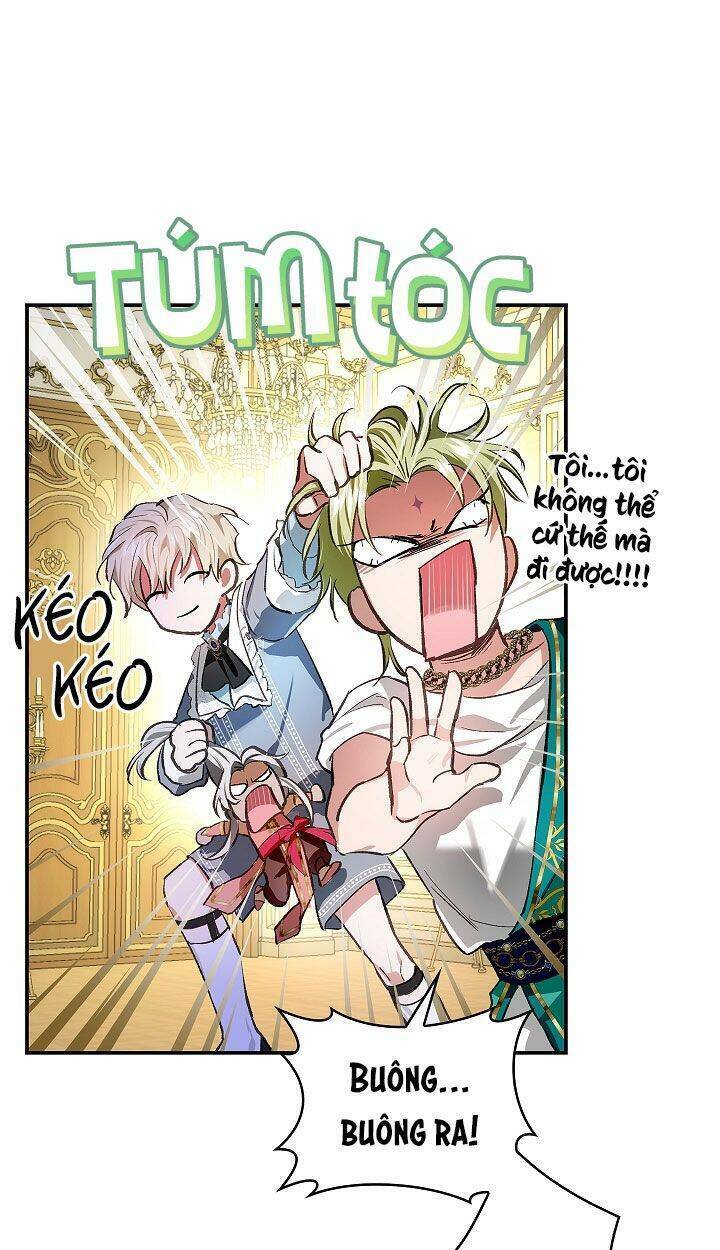 Túm tóc
Tôi...tôi
không thể
cứ thế mà
đi được!!!!
KÉO
KÉO
BUÔNG...
BUÔNG RA!